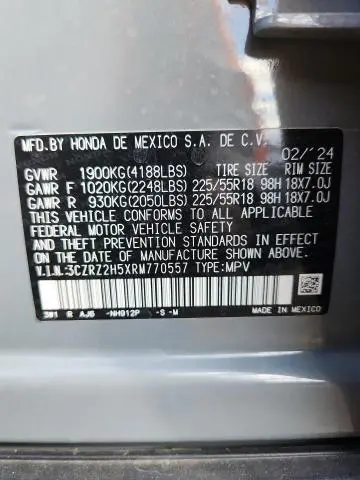 MFD.BY HONDA DE MEXICO S.A. DE C.V. 02/'24
GVWR 1900KG(4188LBS) TIRE SIZE RIM SIZE
GAWR F 1020KG(2248LBS) 225/55R18 98H 18X7.0J
GAWR R 930KG(2050LBS) 225/55R18 98H 18X7.0J
THIS VEHICLE CONFORMS TO ALL APPLICABLE
FEDERAL MOTOR VEHICLE SAFETY
AND THEFT PREVENTION STANDARDS IN EFFECT
ON THE DATE OF MANUFACTURE SHOWN ABOVE.
V.I.N.:3CZRZ2H5XRM770557 TYPE:MPV
3W1 R AJ6 -NH912P -S -M MADE IN
MEXICO